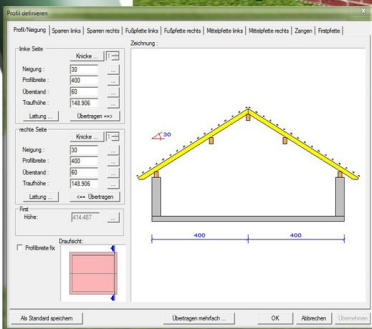 Profil definieren
Profil/Neigung Sparren links Sparren rechts Fußpfette links Fußpfette rechts Mittelpfette links Mittelpfette rechts Zangen Firstpfette
linke Seite
Knicke ... 1
Neigung : 30 ...
Profilbreite : 400 ...
Überstand : 60 ...
Traufhöhe : 148.906 ...
Lattung ... Übertragen ==>
rechte Seite
Knicke ... 1
Neigung : 30 ...
Profilbreite : 400 ...
Überstand : 60 ...
Traufhöhe : 148.906 ...
Lattung ... <== Übertragen
First
Höhe: 414.487 ...
Profilbreite fix
Draufsicht:
Zeichnung :
30
400 400
Als Standard speichern Übertragen mehrfach ... OK Abbrechen Übernehmen